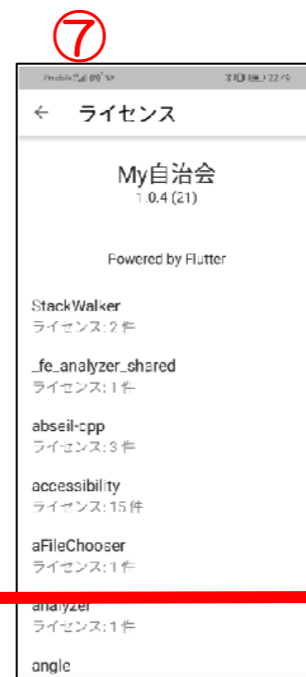 ⑦
22:49
← ライセンス
My自治会
1.0.4 (21)
Powered by Flutter
StackWalker
ライセンス: 2 件
_fe_analyzer_shared
ライセンス: 1 件
abseil-cpp
ライセンス: 3 件
accessibility
ライセンス: 15 件
aFileChooser
ライセンス: 1 件
analyzer
ライセンス: 1 件
angle